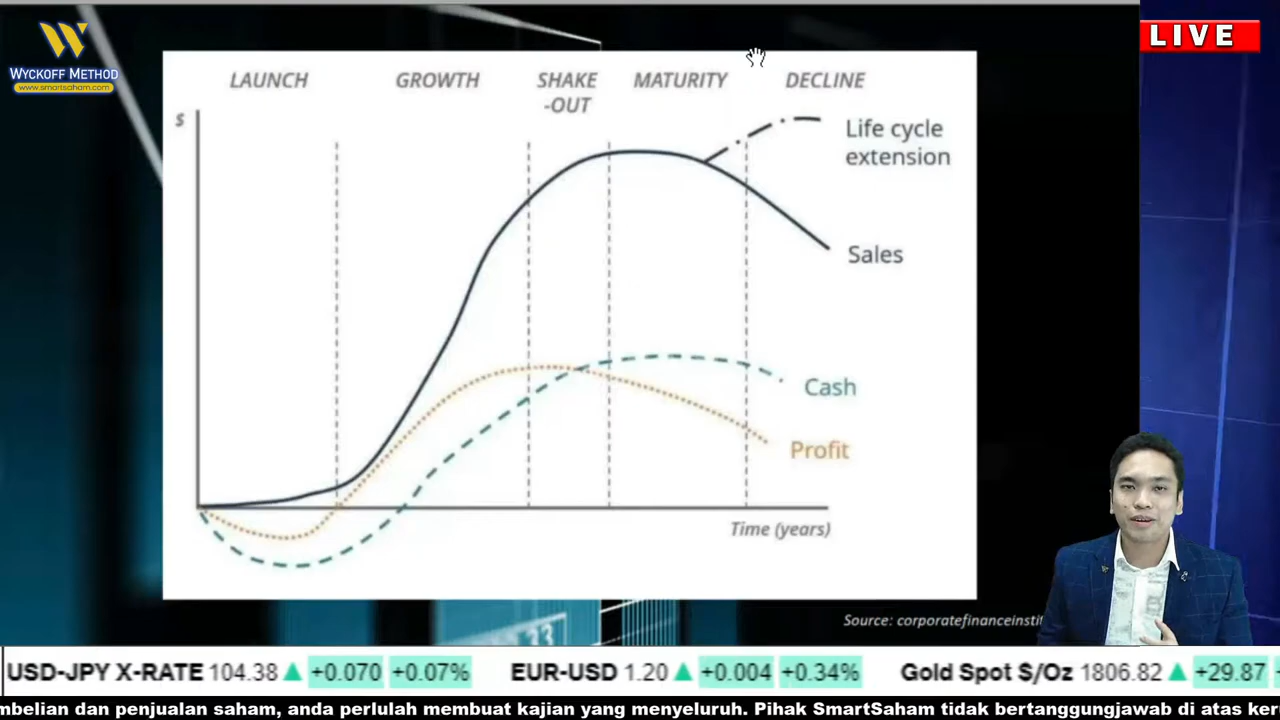 WYCKOFF METHOD
www.smartsaham.com
LIVE
LAUNCH
GROWTH
SHAKE
-OUT
MATURITY
DECLINE
$
Life cycle
extension
Sales
Cash
Profit
Time (years)
Source:
USD-JPY X-RATE 104.38 ▲ +0.070 +0.07% EUR-USD 1.20 ▲ +0.004 +0.34% Gold Spot $/Oz 1806.82 ▲ +29.87
dan penjualan saham, anda perlulah membuat kajian yang menyeluruh. Pihak SmartSaham tidak bertanggungjawab di atas